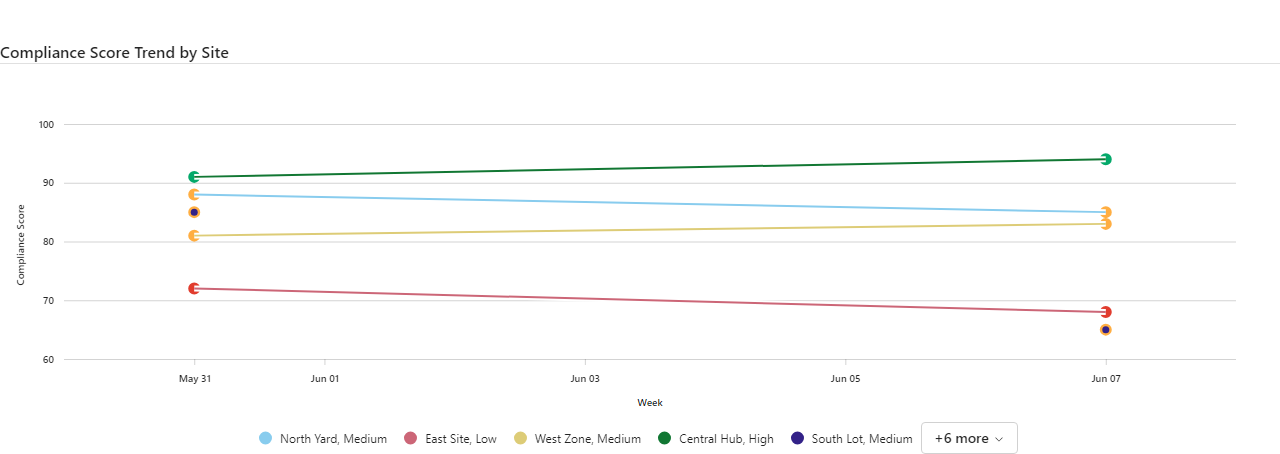 Compliance Score Trend by Site
Compliance Score
100
90
80
70
60
May 31 Jun 01 Jun 03 Jun 05 Jun 07
Week
North Yard, Medium East Site, Low West Zone, Medium Central Hub, High South Lot, Medium +6 more